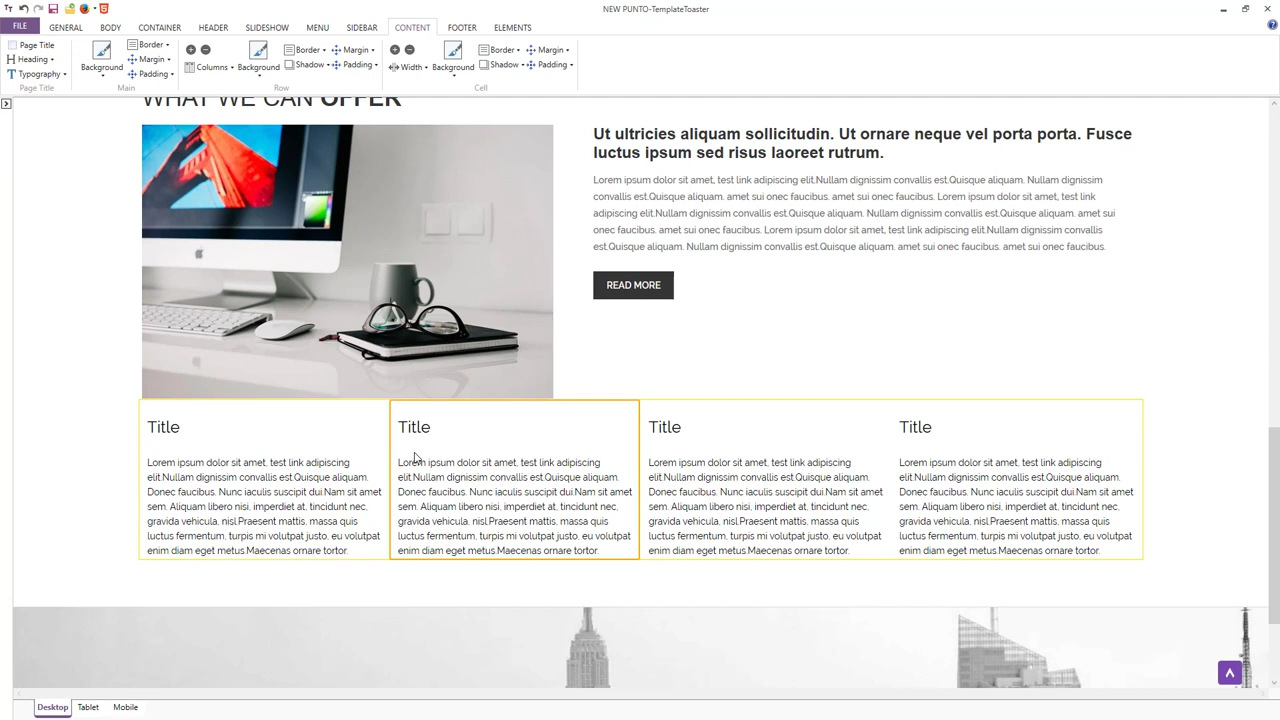 NEW PUNTO-TemplateToaster
FILE GENERAL BODY CONTAINER HEADER SLIDESHOW MENU SIDEBAR CONTENT FOOTER ELEMENTS
Page Title
Heading
Typography
Page Title
Background
Border
Margin
Padding
Main
Columns
Background
Border
Shadow
Margin
Padding
Row
Width
Background
Border
Shadow
Margin
Padding
Cell
WHAT WE CAN OFFER
Ut ultricies aliquam sollicitudin. Ut ornare neque vel porta porta. Fusce
luctus ipsum sed risus laoreet rutrum.
Lorem ipsum dolor sit amet, test link adipiscing elit.Nullam dignissim convallis est.Quisque aliquam. Nullam dignissim
convallis est.Quisque aliquam. amet sui onec faucibus. amet sui onec faucibus. Lorem ipsum dolor sit amet, test link
adipiscing elit.Nullam dignissim convallis est.Quisque aliquam. Nullam dignissim convallis est.Quisque aliquam. amet sui
onec faucibus. amet sui onec faucibus. Lorem ipsum dolor sit amet, test link adipiscing elit.Nullam dignissim convallis
est.Quisque aliquam. Nullam dignissim convallis est.Quisque aliquam. amet sui onec faucibus. amet sui onec faucibus.
READ MORE
Title
Lorem ipsum dolor sit amet, test link adipiscing
elit.Nullam dignissim convallis est.Quisque aliquam.
Donec faucibus. Nunc iaculis suscipit dui.Nam sit amet
sem. Aliquam libero nisi, imperdiet at, tincidunt nec,
gravida vehicula, nisl.Praesent mattis, massa quis
luctus fermentum, turpis mi volutpat justo, eu volutpat
enim diam eget metus.Maecenas ornare tortor.
Title
Lorem ipsum dolor sit amet, test link adipiscing
elit.Nullam dignissim convallis est.Quisque aliquam.
Donec faucibus. Nunc iaculis suscipit dui.Nam sit amet
sem. Aliquam libero nisi, imperdiet at, tincidunt nec,
gravida vehicula, nisl.Praesent mattis, massa quis
luctus fermentum, turpis mi volutpat justo, eu volutpat
enim diam eget metus.Maecenas ornare tortor.
Title
Lorem ipsum dolor sit amet, test link adipiscing
elit.Nullam dignissim convallis est.Quisque aliquam.
Donec faucibus. Nunc iaculis suscipit dui.Nam sit amet
sem. Aliquam libero nisi, imperdiet at, tincidunt nec,
gravida vehicula, nisl.Praesent mattis, massa quis
luctus fermentum, turpis mi volutpat justo, eu volutpat
enim diam eget metus.Maecenas ornare tortor.
Title
Lorem ipsum dolor sit amet, test link adipiscing
elit.Nullam dignissim convallis est.Quisque aliquam.
Donec faucibus. Nunc iaculis suscipit dui.Nam sit amet
sem. Aliquam libero nisi, imperdiet at, tincidunt nec,
gravida vehicula, nisl.Praesent mattis, massa quis
luctus fermentum, turpis mi volutpat justo, eu volutpat
enim diam eget metus.Maecenas ornare tortor.
Desktop Tablet Mobile